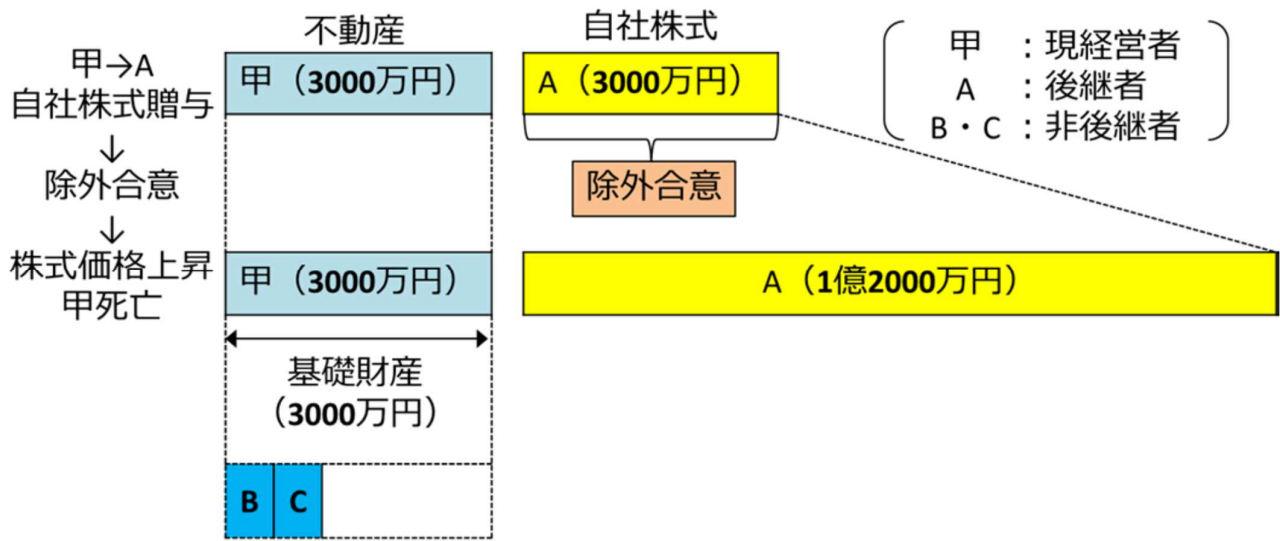 不動産
自社株式
甲→A
自社株式贈与
↓
除外合意
↓
株式価格上昇
甲死亡
甲（3000万円）
A（3000万円）
甲　：現経営者
A　：後継者
B・C　：非後継者
除外合意
甲（3000万円）
A（1億2000万円）
基礎財産
（3000万円）
B
C